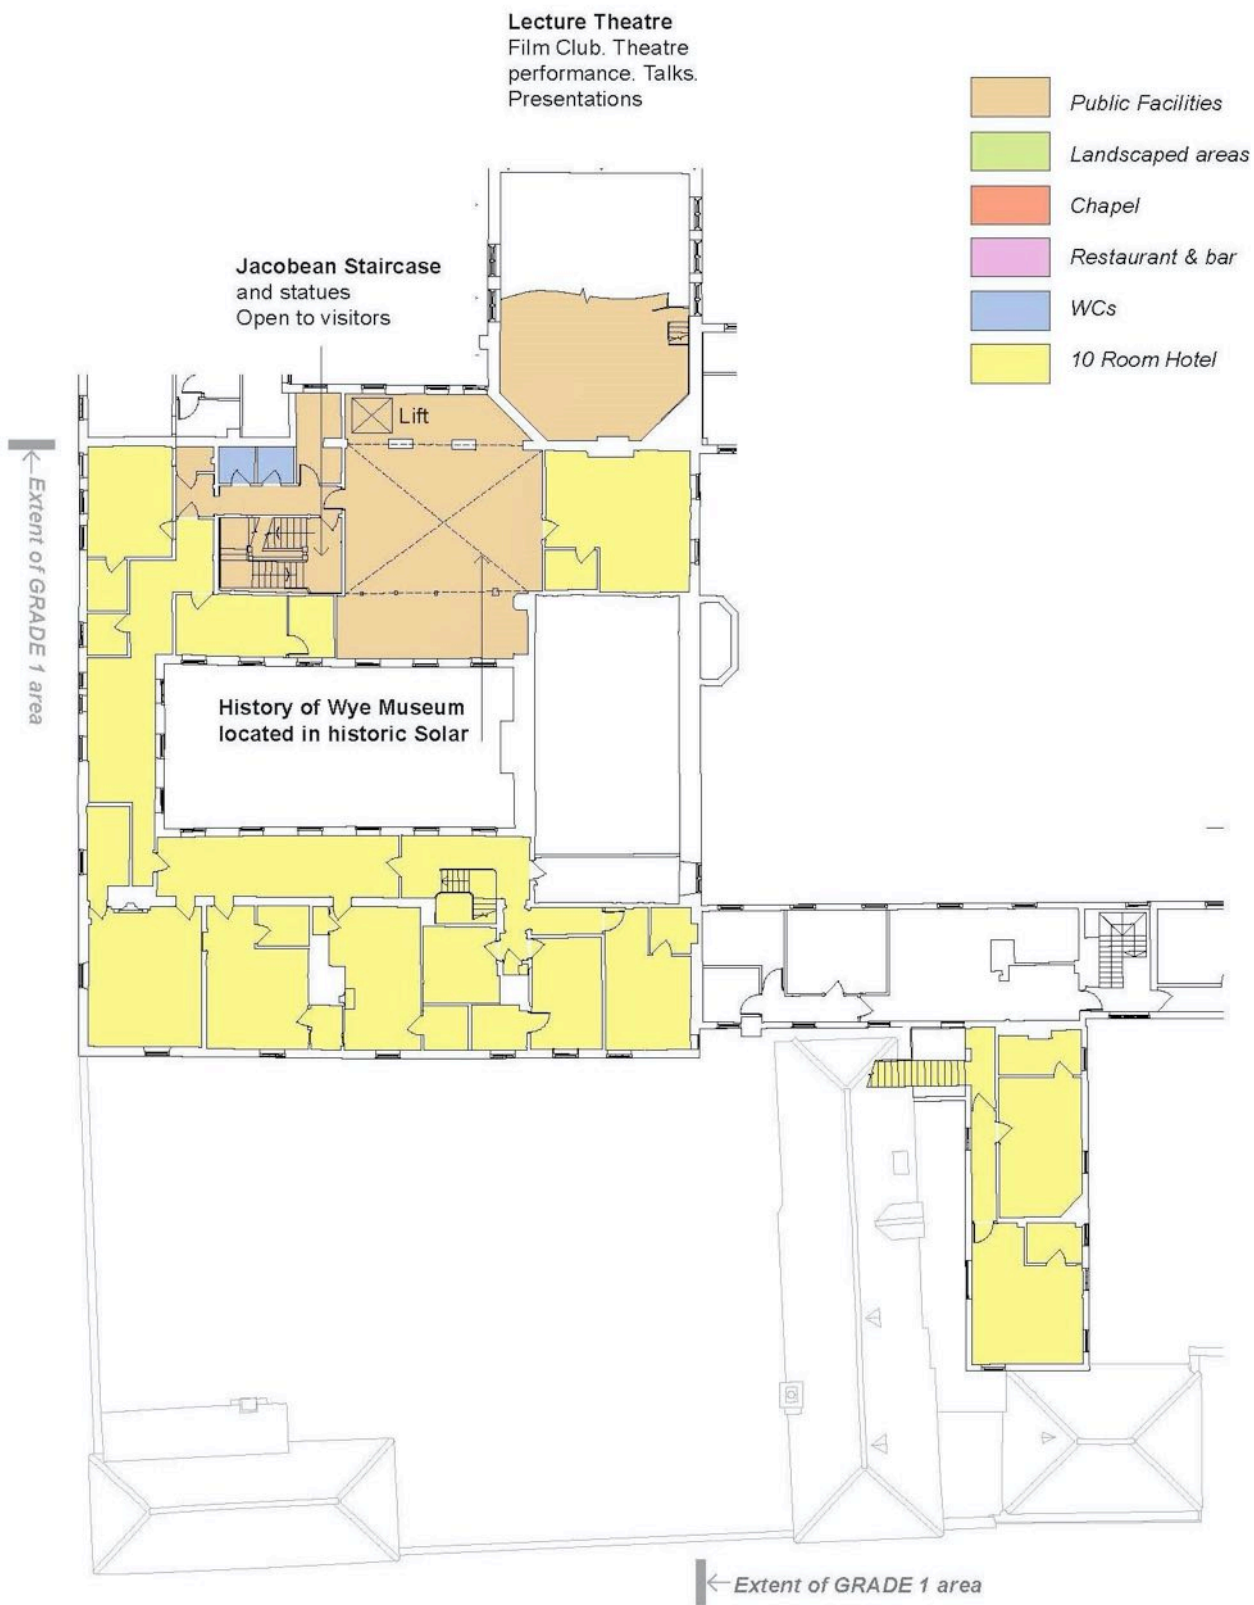 Lecture Theatre
Film Club. Theatre
performance. Talks.
Presentations
Public Facilities
Landscaped areas
Chapel
Restaurant & bar
WCs
10 Room Hotel
Jacobean Staircase
and statues
Open to visitors
Lift
Extent of GRADE 1 area
History of Wye Museum
located in historic Solar
Extent of GRADE 1 area